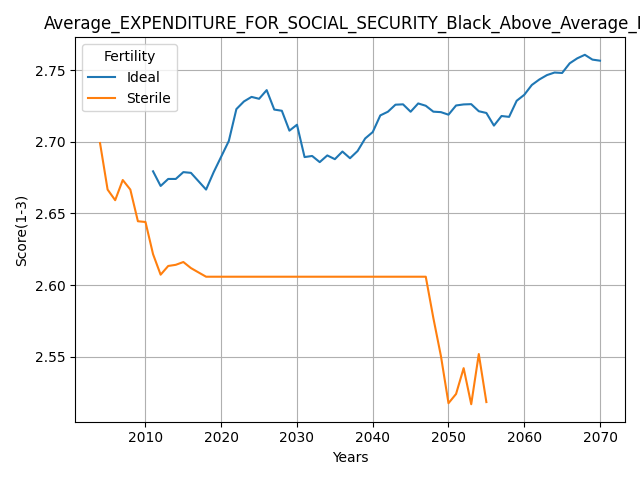 Average_EXPENDITURE_FOR_SOCIAL_SECURITY_Black_Above_Average_
Fertility
Ideal
Sterile
2.75
2.70
2.65
2.60
2.55
Score(1-3)
2010 2020 2030 2040 2050 2060 2070
Years